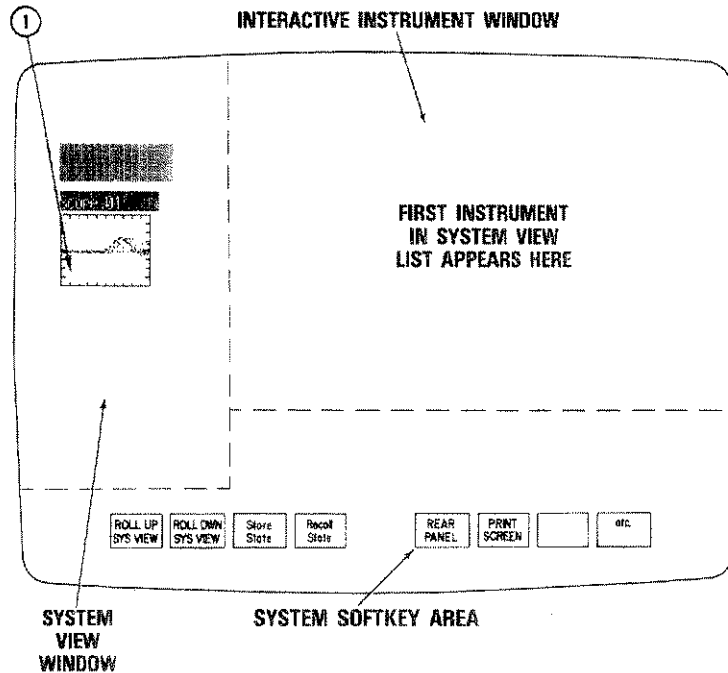 1
INTERACTIVE INSTRUMENT WINDOW
FIRST INSTRUMENT
IN SYSTEM VIEW
LIST APPEARS HERE
ROLL UP
SYS VIEW
ROLL DWN
SYS VIEW
Store
State
Recall
State
REAR
PANEL
PRINT
SCREEN
etc.
SYSTEM
VIEW
WINDOW
SYSTEM SOFTKEY AREA